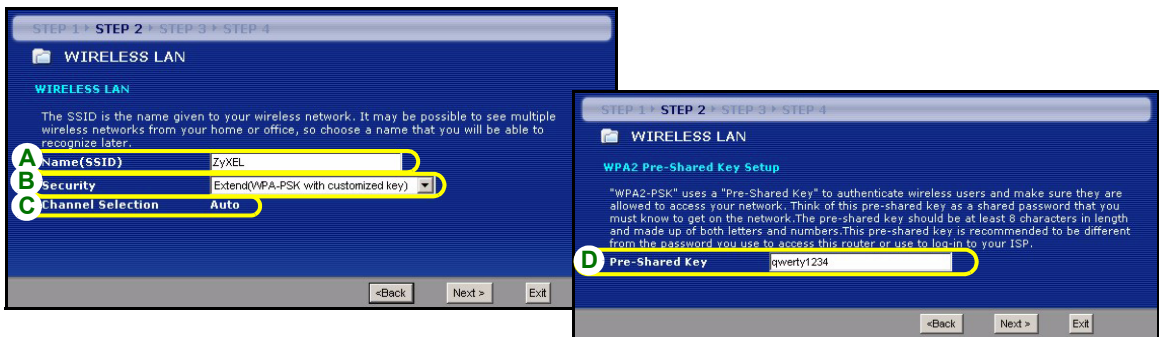 STEP 1 STEP 2 STEP 3 STEP 4
WIRELESS LAN
WIRELESS LAN
The SSID is the name given to your wireless network. It may be possible to see multiple
wireless networks from your home or office, so choose a name that you will be able to
recognize later.
A Name(SSID) ZyXEL
B Security Extend(WPA-PSK with customized key)
C Channel Selection Auto
<Back Next > Exit
STEP 1 STEP 2 STEP 3 STEP 4
WIRELESS LAN
WPA2 Pre-Shared Key Setup
"WPA2-PSK" uses a "Pre-Shared Key" to authenticate wireless users and make sure they are
allowed to access your network. Think of this pre-shared key as a shared password that you
must know to get on the network.The pre-shared key should be at least 8 characters in length
and made up of both letters and numbers.This pre-shared key is recommended to be different
from the password you use to access this router or use to log-in to your ISP.
D Pre-Shared Key qwerty1234
<Back Next > Exit